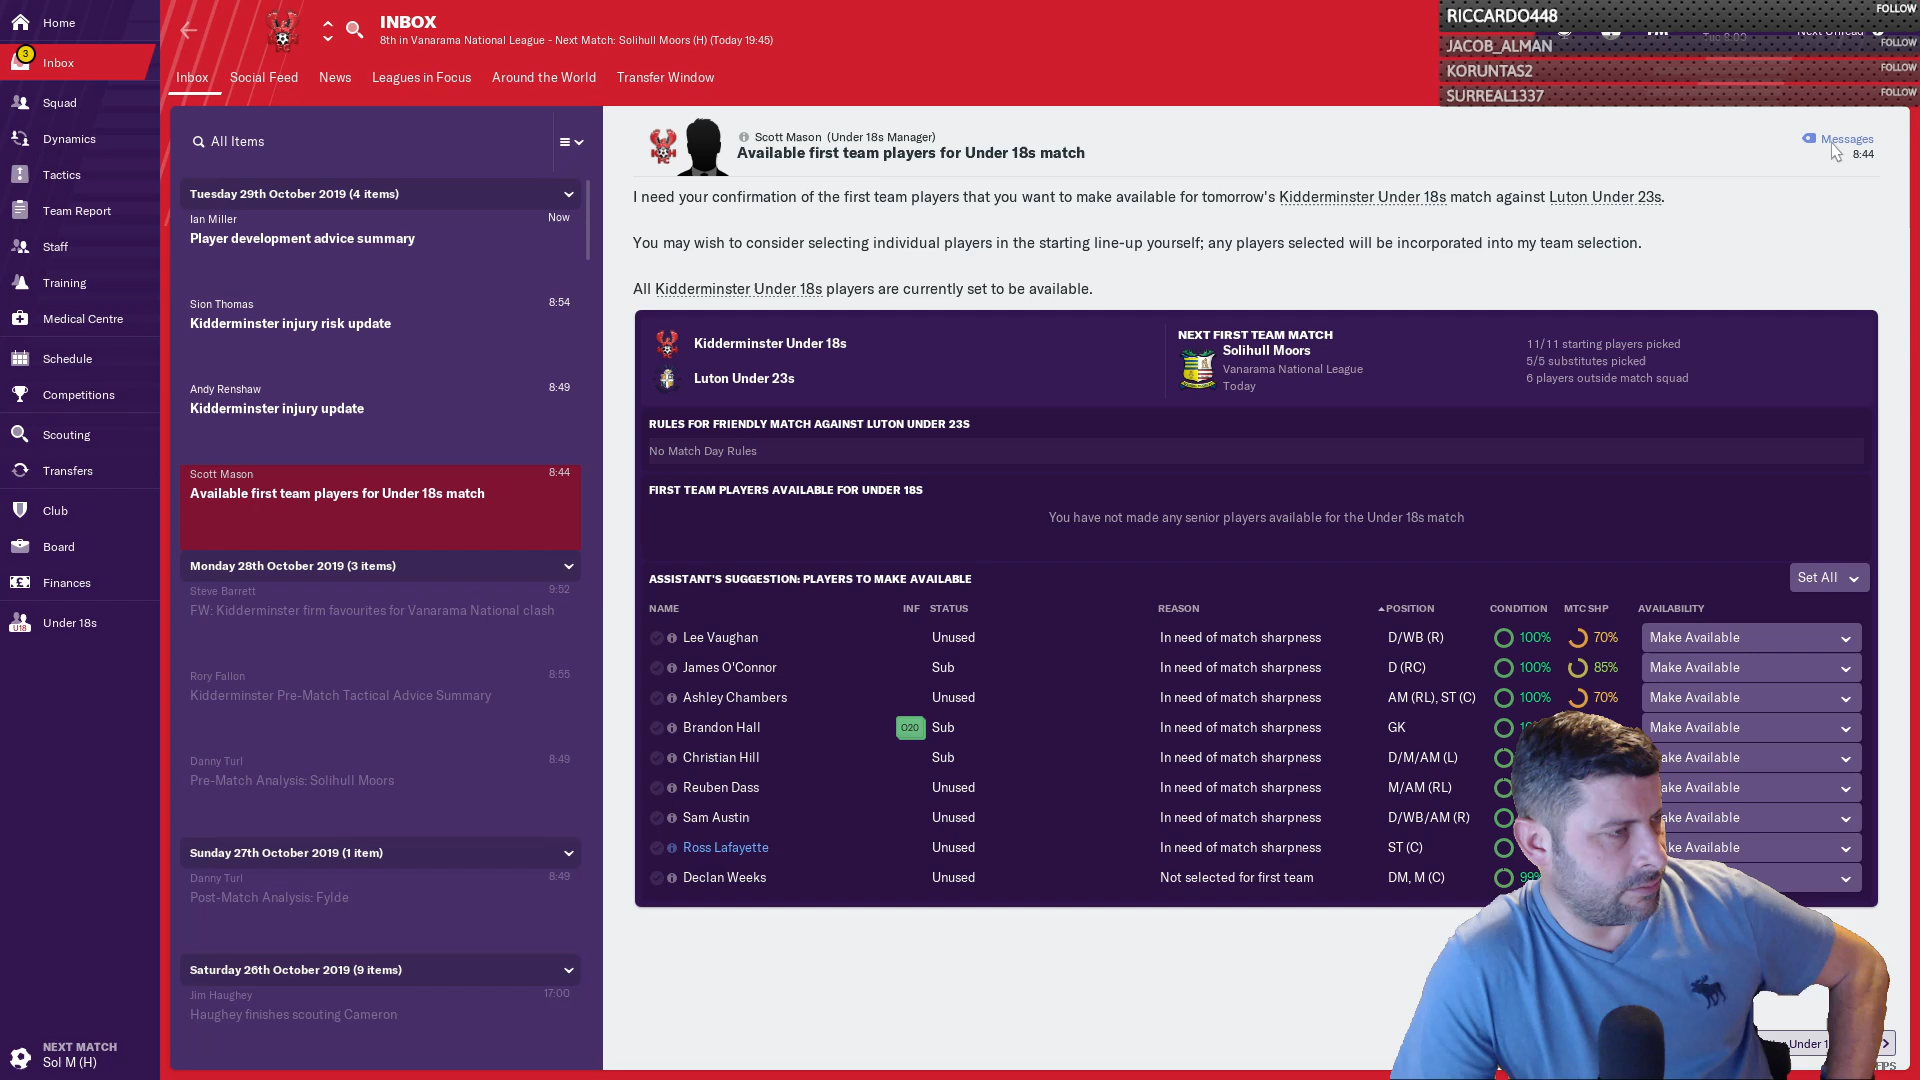 Home
INBOX
8th in Vanarama National League - Next Match: Solihull Moors (H) (Today 19:45)
RICCARDO448
FOLLOW
JACOB_ALMAN
FOLLOW
KORUNTAS2
FOLLOW
SURREAL1337
FOLLOW
3
Inbox
Inbox Social Feed News Leagues in Focus Around the World Transfer Window
Squad
Dynamics
Tactics
Team Report
Staff
Training
Medical Centre
Schedule
Competitions
Scouting
Transfers
Club
Board
Finances
U18
Under 18s
NEXT MATCH
Sol M (H)
All Items
Tuesday 29th October 2019 (4 items)
Ian Miller Now
Player development advice summary
Sion Thomas 8:54
Kidderminster injury risk update
Andy Renshaw 8:49
Kidderminster injury update
Scott Mason 8:44
Available first team players for Under 18s match
Monday 28th October 2019 (3 items)
Steve Barrett 9:52
FW: Kidderminster firm favourites for Vanarama National clash
Rory Fallon 8:55
Kidderminster Pre-Match Tactical Advice Summary
Danny Turl 8:49
Pre-Match Analysis: Solihull Moors
Sunday 27th October 2019 (1 item)
Danny Turl 8:49
Post-Match Analysis: Fylde
Saturday 26th October 2019 (9 items)
Jim Haughey 17:00
Haughey finishes scouting Cameron
Scott Mason (Under 18s Manager)
Available first team players for Under 18s match
Messages
8:44
I need your confirmation of the first team players that you want to make available for tomorrow's Kidderminster Under 18s match against Luton Under 23s.
You may wish to consider selecting individual players in the starting line-up yourself; any players selected will be incorporated into my team selection.
All Kidderminster Under 18s players are currently set to be available.
Kidderminster Under 18s
Luton Under 23s
NEXT FIRST TEAM MATCH
Solihull Moors
Vanarama National League
Today
11/11 starting players picked
5/5 substitutes picked
6 players outside match squad
RULES FOR FRIENDLY MATCH AGAINST LUTON UNDER 23S
No Match Day Rules
FIRST TEAM PLAYERS AVAILABLE FOR UNDER 18S
You have not made any senior players available for the Under 18s match
ASSISTANT'S SUGGESTION: PLAYERS TO MAKE AVAILABLE
Set All
NAME INF STATUS REASON POSITION CONDITION MTC SHP AVAILABILITY
Lee Vaughan Unused In need of match sharpness D/WB (R) 100% 70% Make Available
James O'Connor Sub In need of match sharpness D (RC) 100% 85% Make Available
Ashley Chambers Unused In need of match sharpness AM (RL), ST (C) 100% 70% Make Available
Brandon Hall O20 Sub In need of match sharpness GK Make Available
Christian Hill Sub In need of match sharpness D/M/AM (L) ake Available
Reuben Dass Unused In need of match sharpness M/AM (RL) ake Available
Sam Austin Unused In need of match sharpness D/WB/AM (R) ake Available
Ross Lafayette Unused In need of match sharpness ST (C) ake Available
Declan Weeks Unused Not selected for first team DM, M (C) 99%
Under 1
FPS